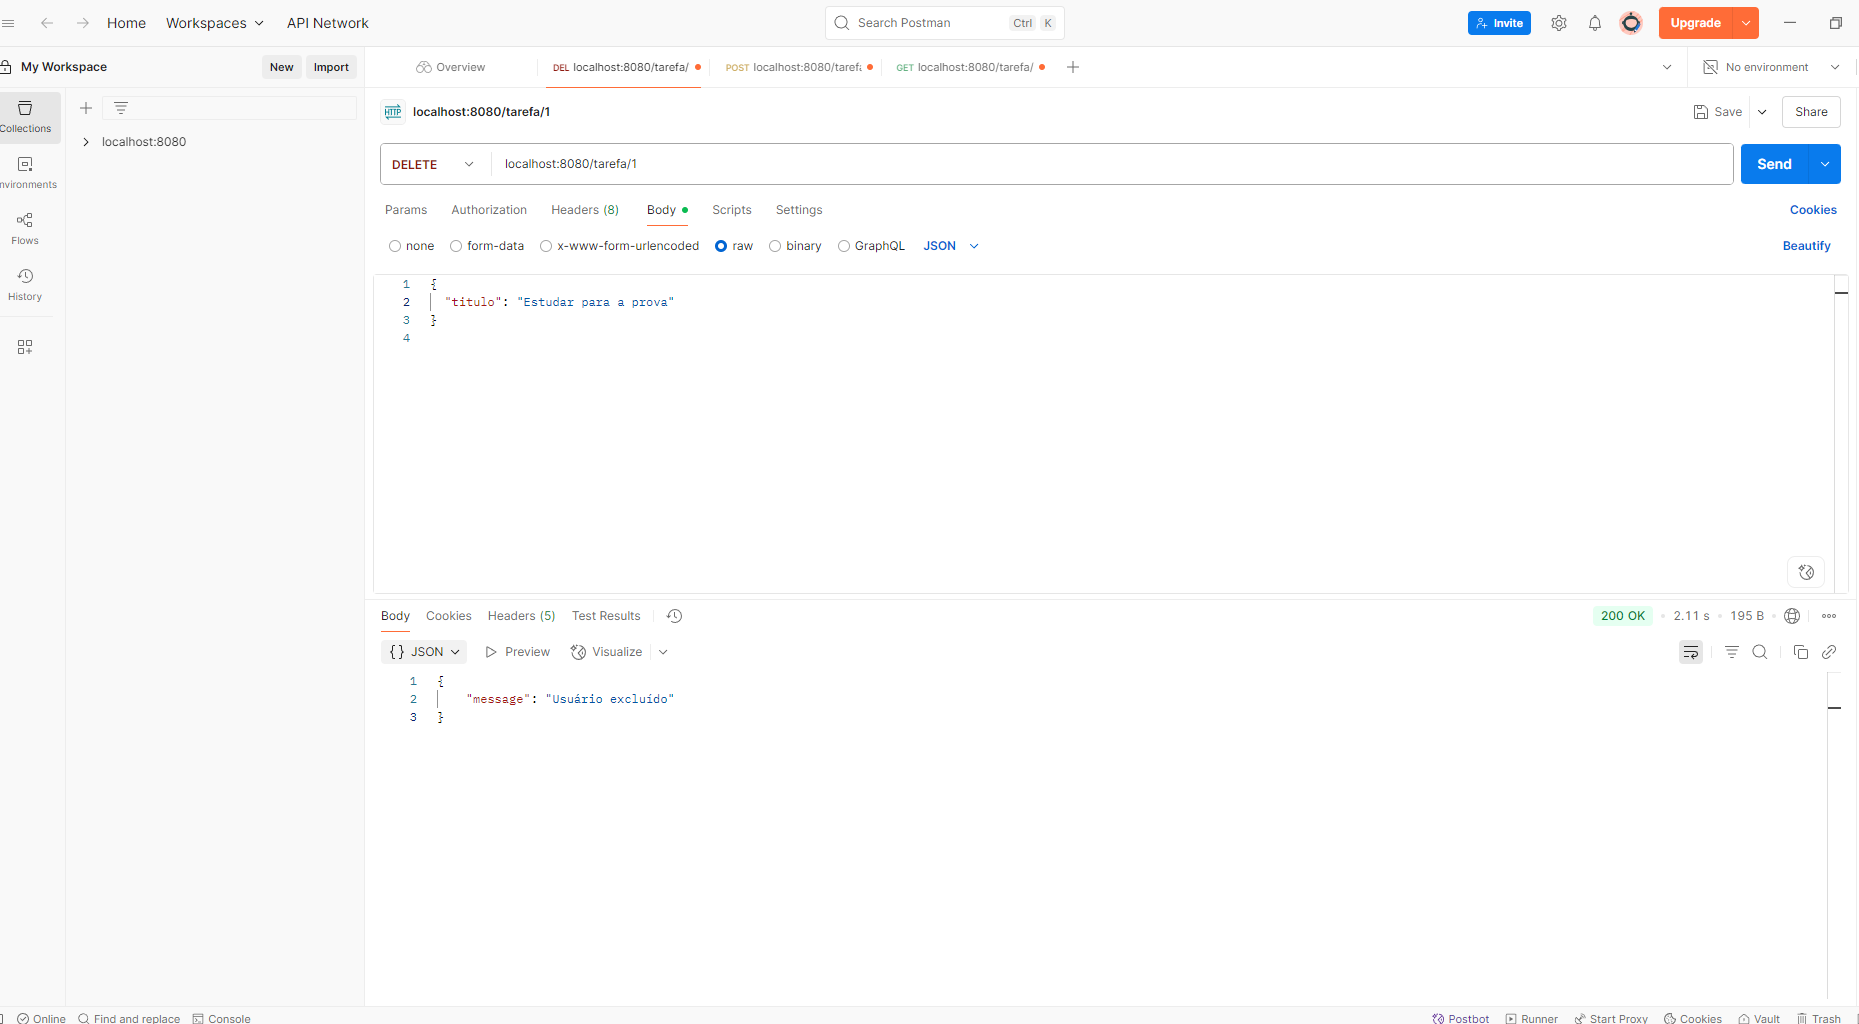 Home Workspaces API Network Search Postman Ctrl K Invite Upgrade
My Workspace New Import Overview DEL localhost:8080/tarefa/ POST localhost:8080/tarefa GET localhost:8080/tarefa/ No environment
Collections
localhost:8080
nvironments
Flows
History
HTTP localhost:8080/tarefa/1 Save Share
DELETE localhost:8080/tarefa/1 Send
Params Authorization Headers (8) Body Scripts Settings Cookies
none form-data x-www-form-urlencoded raw binary GraphQL JSON Beautify
1 {
2 "titulo": "Estudar para a prova"
3 }
4
Body Cookies Headers (5) Test Results 200 OK • 2.11 s • 195 B •
{} JSON Preview Visualize
1 {
2 "message": "Usuário excluído"
3 }
Online Find and replace Console Postbot Runner Start Proxy Cookies Vault Trash